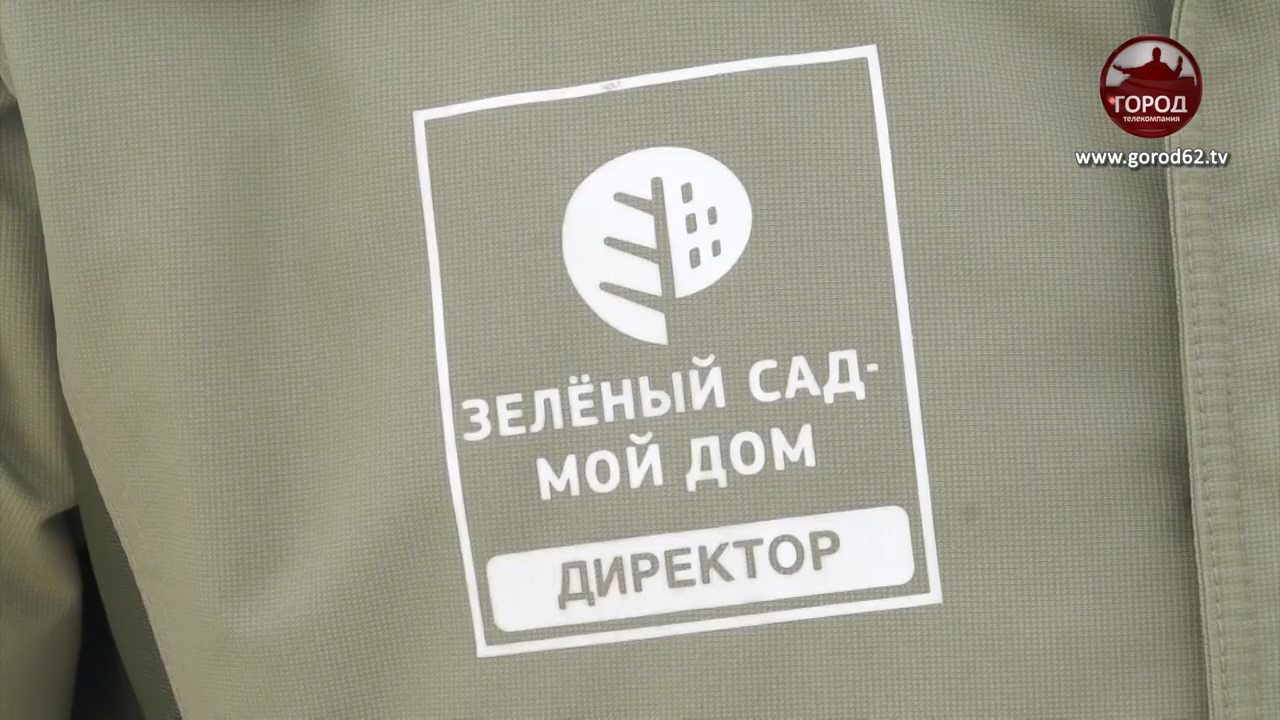 ГОРОД
телекомпания
www.gorod62.tv
ЗЕЛЁНЫЙ САД-
МОЙ ДОМ
ДИРЕКТОР